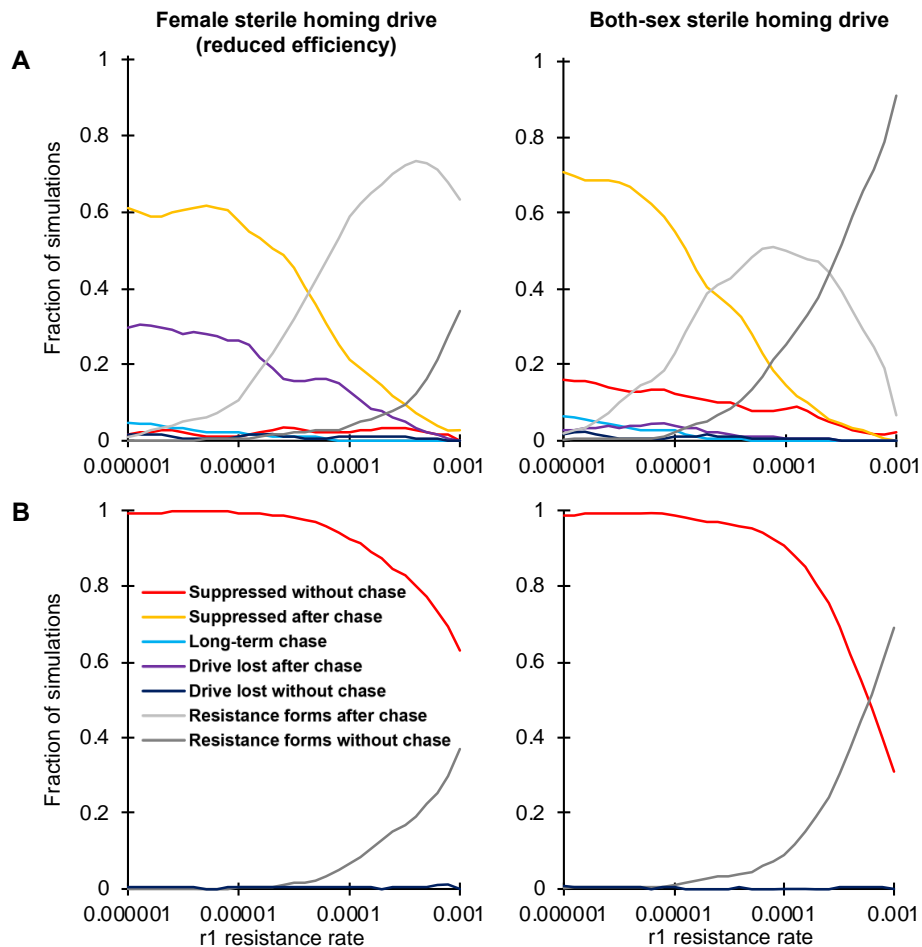 Female sterile homing drive
(reduced efficiency)
Both-sex sterile homing drive
A
Fraction of simulations
1
0.8
0.6
0.4
0.2
0
0.000001
0.00001
0.0001
0.001
1
0.8
0.6
0.4
0.2
0
0.000001
0.00001
0.0001
0.001
B
Fraction of simulations
1
0.8
0.6
0.4
0.2
0
Suppressed without chase
Suppressed after chase
Long-term chase
Drive lost after chase
Drive lost without chase
Resistance forms after chase
Resistance forms without chase
0.000001
0.00001
0.0001
0.001
r1 resistance rate
1
0.8
0.6
0.4
0.2
0
0.000001
0.00001
0.0001
0.001
r1 resistance rate